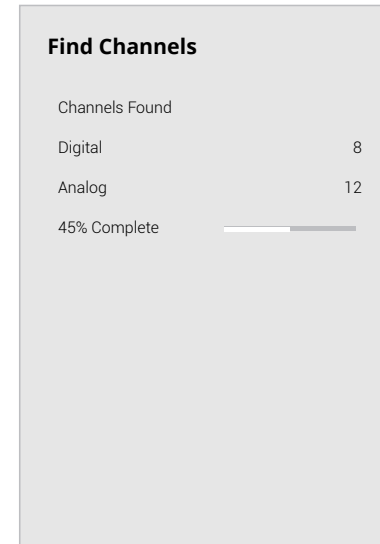 Find Channels
Channels Found
Digital 8
Analog 12
45% Complete